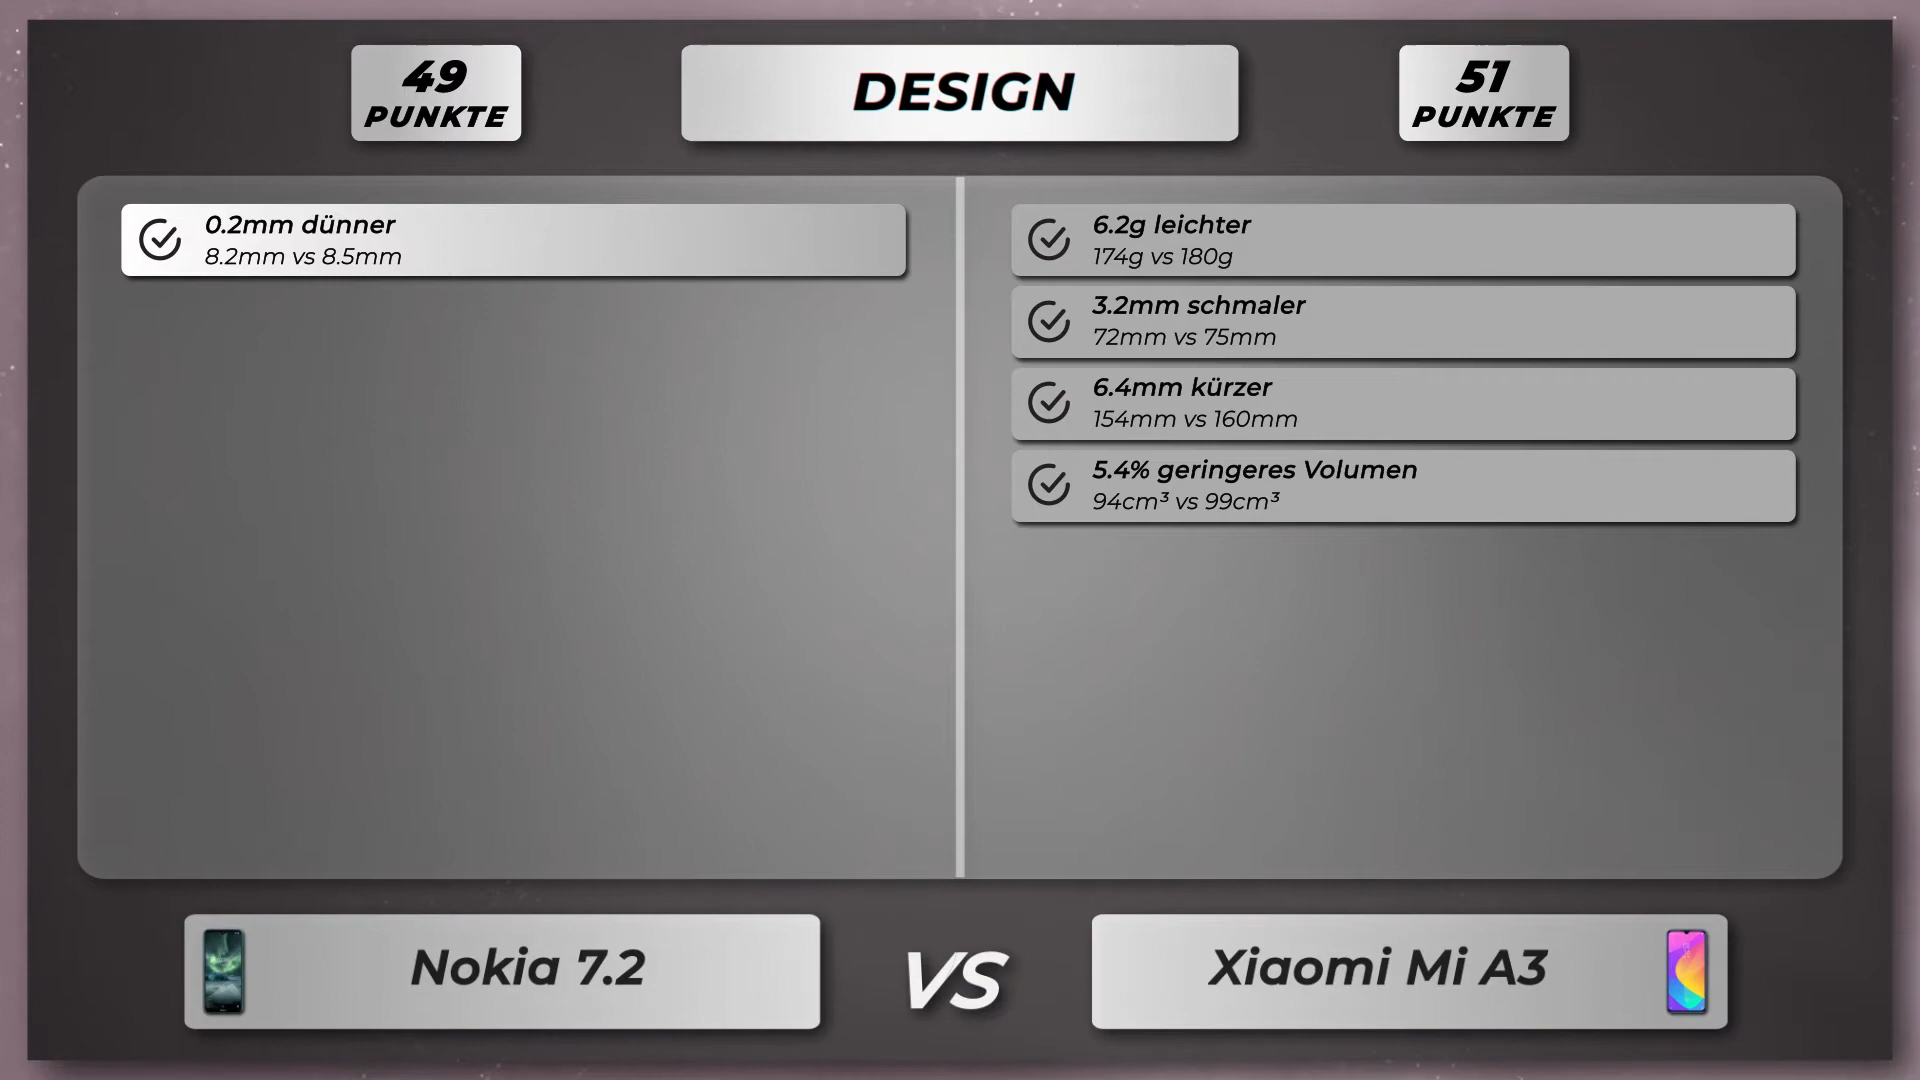 49
PUNKTE
DESIGN
51
PUNKTE
0.2mm dünner
8.2mm vs 8.5mm
6.2g leichter
174g vs 180g
3.2mm schmaler
72mm vs 75mm
6.4mm kürzer
154mm vs 160mm
5.4% geringeres Volumen
94cm³ vs 99cm³
Nokia 7.2
VS
Xiaomi Mi A3